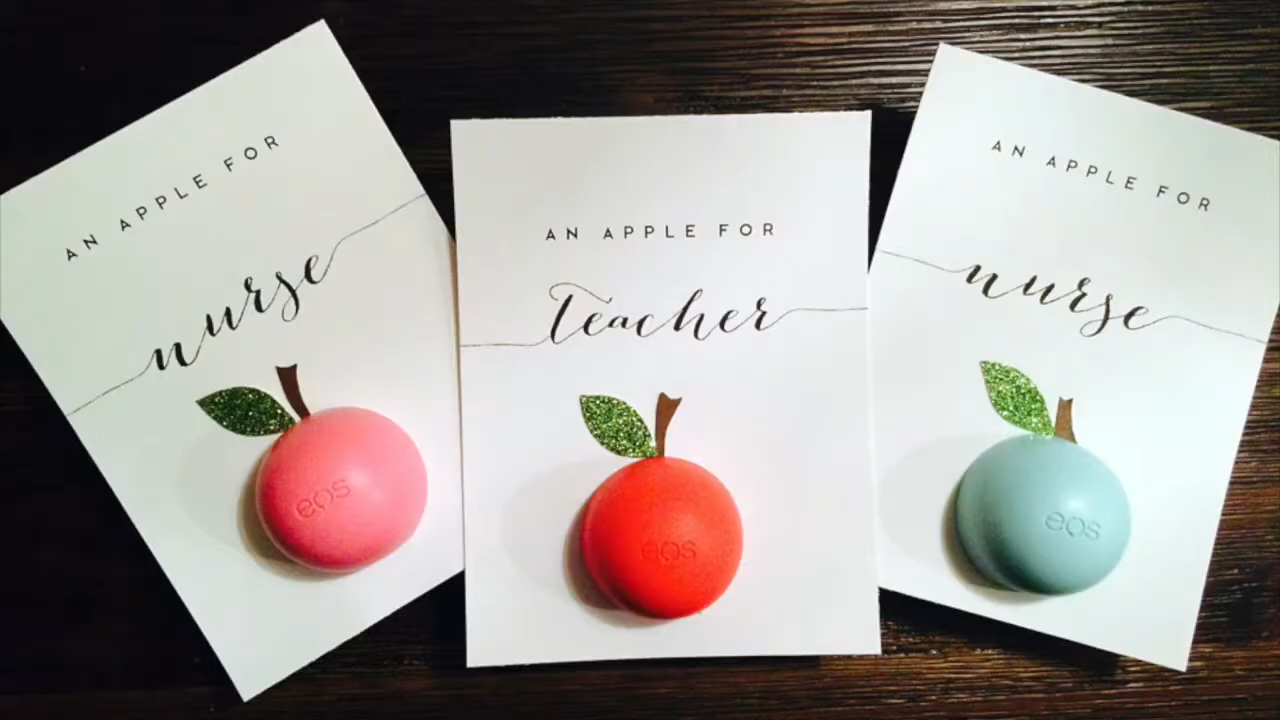 AN APPLE FOR
nurse
eos
AN APPLE FOR
Teacher
eos
AN APPLE FOR
nurse
eos